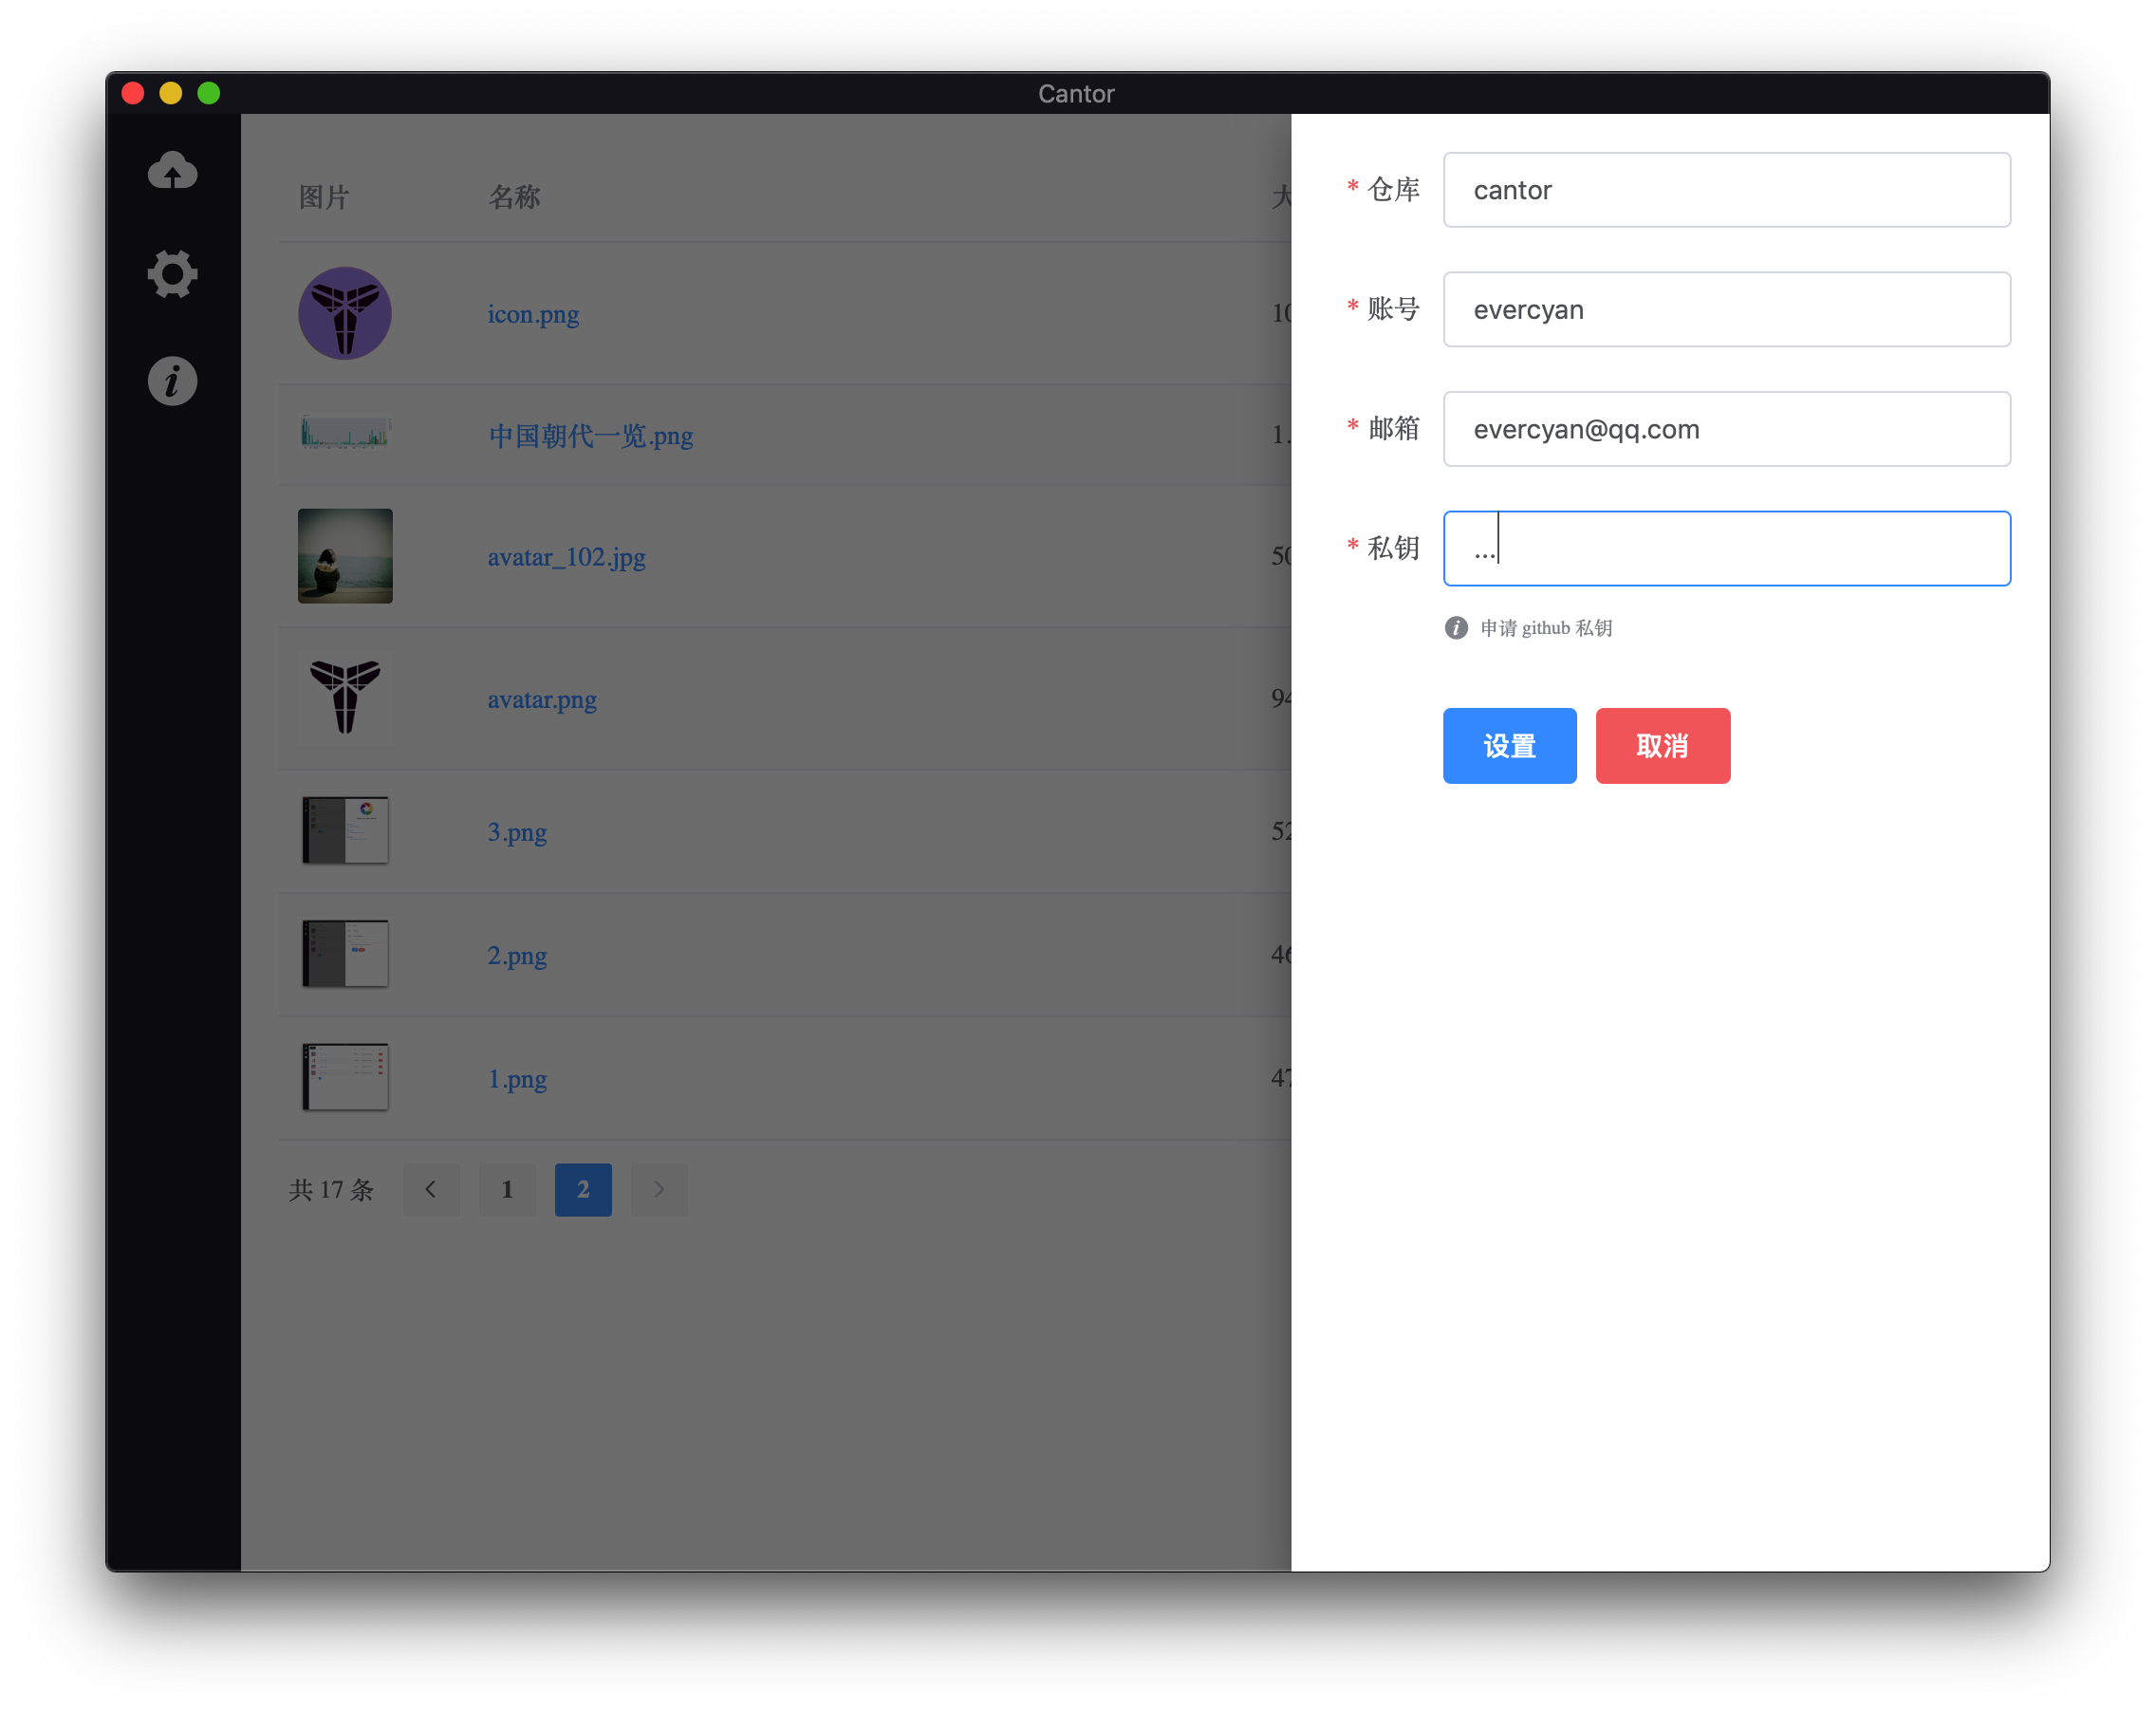 Cantor
图片 名称 大
icon.png 10
中国朝代一览.png 1.
avatar_102.jpg 50
avatar.png 94
3.png 52
2.png 46
1.png 47
共 17 条 1 2
* 仓库 cantor
* 账号 evercyan
* 邮箱 evercyan@qq.com
* 私钥 ...
申请 github 私钥
设置 取消